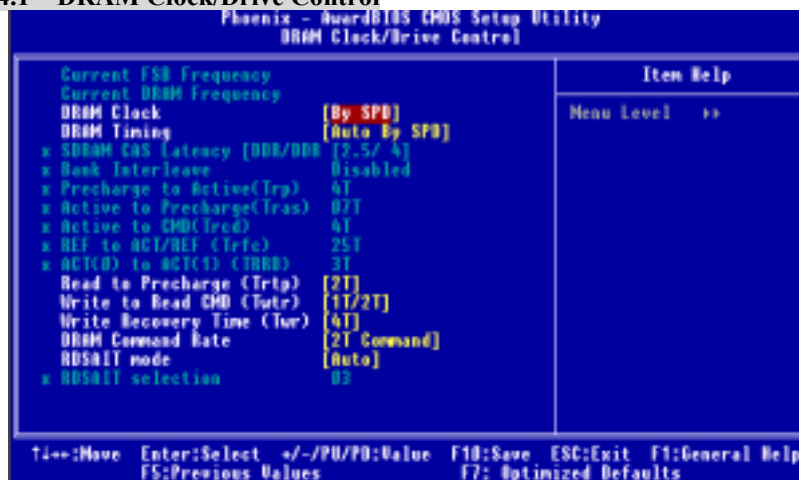 4.1 DRAM Clock/Drive Control
Phoenix - AwardBIOS CMOS Setup Utility
DRAM Clock/Drive Control
Current FSB Frequency
Current DRAM Frequency
DRAM Clock [By SPD]
DRAM Timing [Auto By SPD]
x SDRAM CAS Latency [DDR/DDR [2.5/ 4]
x Bank Interleave Disabled
x Precharge to Active(Trp) 4T
x Active to Precharge(Tras) 07T
x Active to CMD(Trcd) 4T
x REF to ACT/REF (Trfc) 25T
x ACT(0) to ACT(1) (TRRD) 3T
Read to Precharge (Trtp) [2T]
Write to Read CMD (Twtr) [1T/2T]
Write Recovery Time (Twr) [4T]
DRAM Command Rate [2T Command]
RDSAIT mode [Auto]
x RDSAIT selection 03
Item Help
Menu Level ▸▸
↑↓←→:Move Enter:Select +/-/PU/PD:Value F10:Save ESC:Exit F1:General Help
F5:Previous Values F7: Optimized Defaults